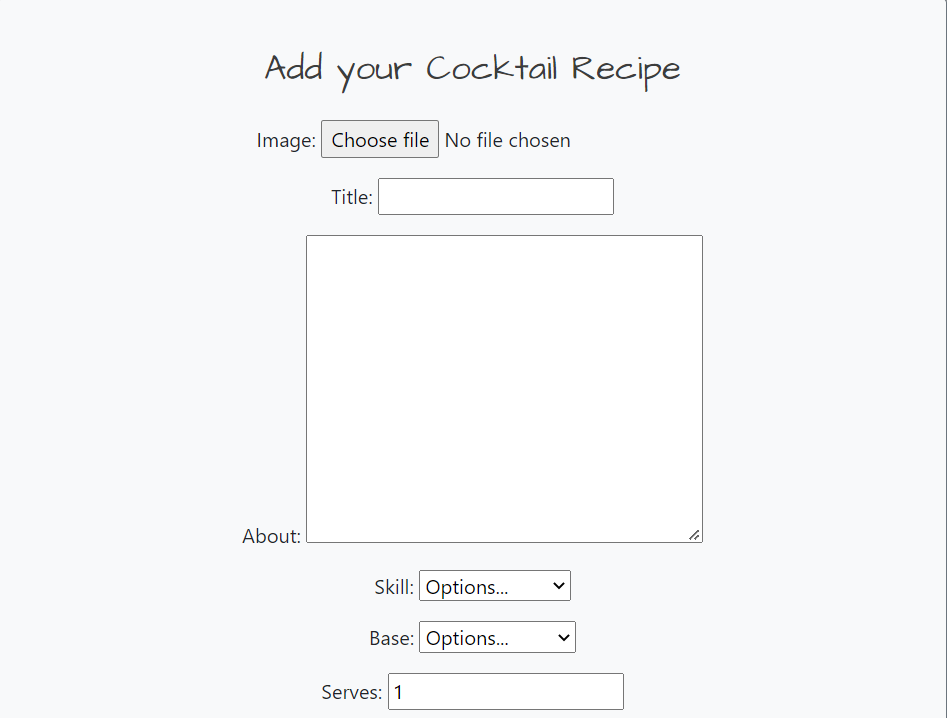 Add your Cocktail Recipe
Image: Choose file No file chosen
Title:
About:
Skill: Options...
Base: Options...
Serves: 1